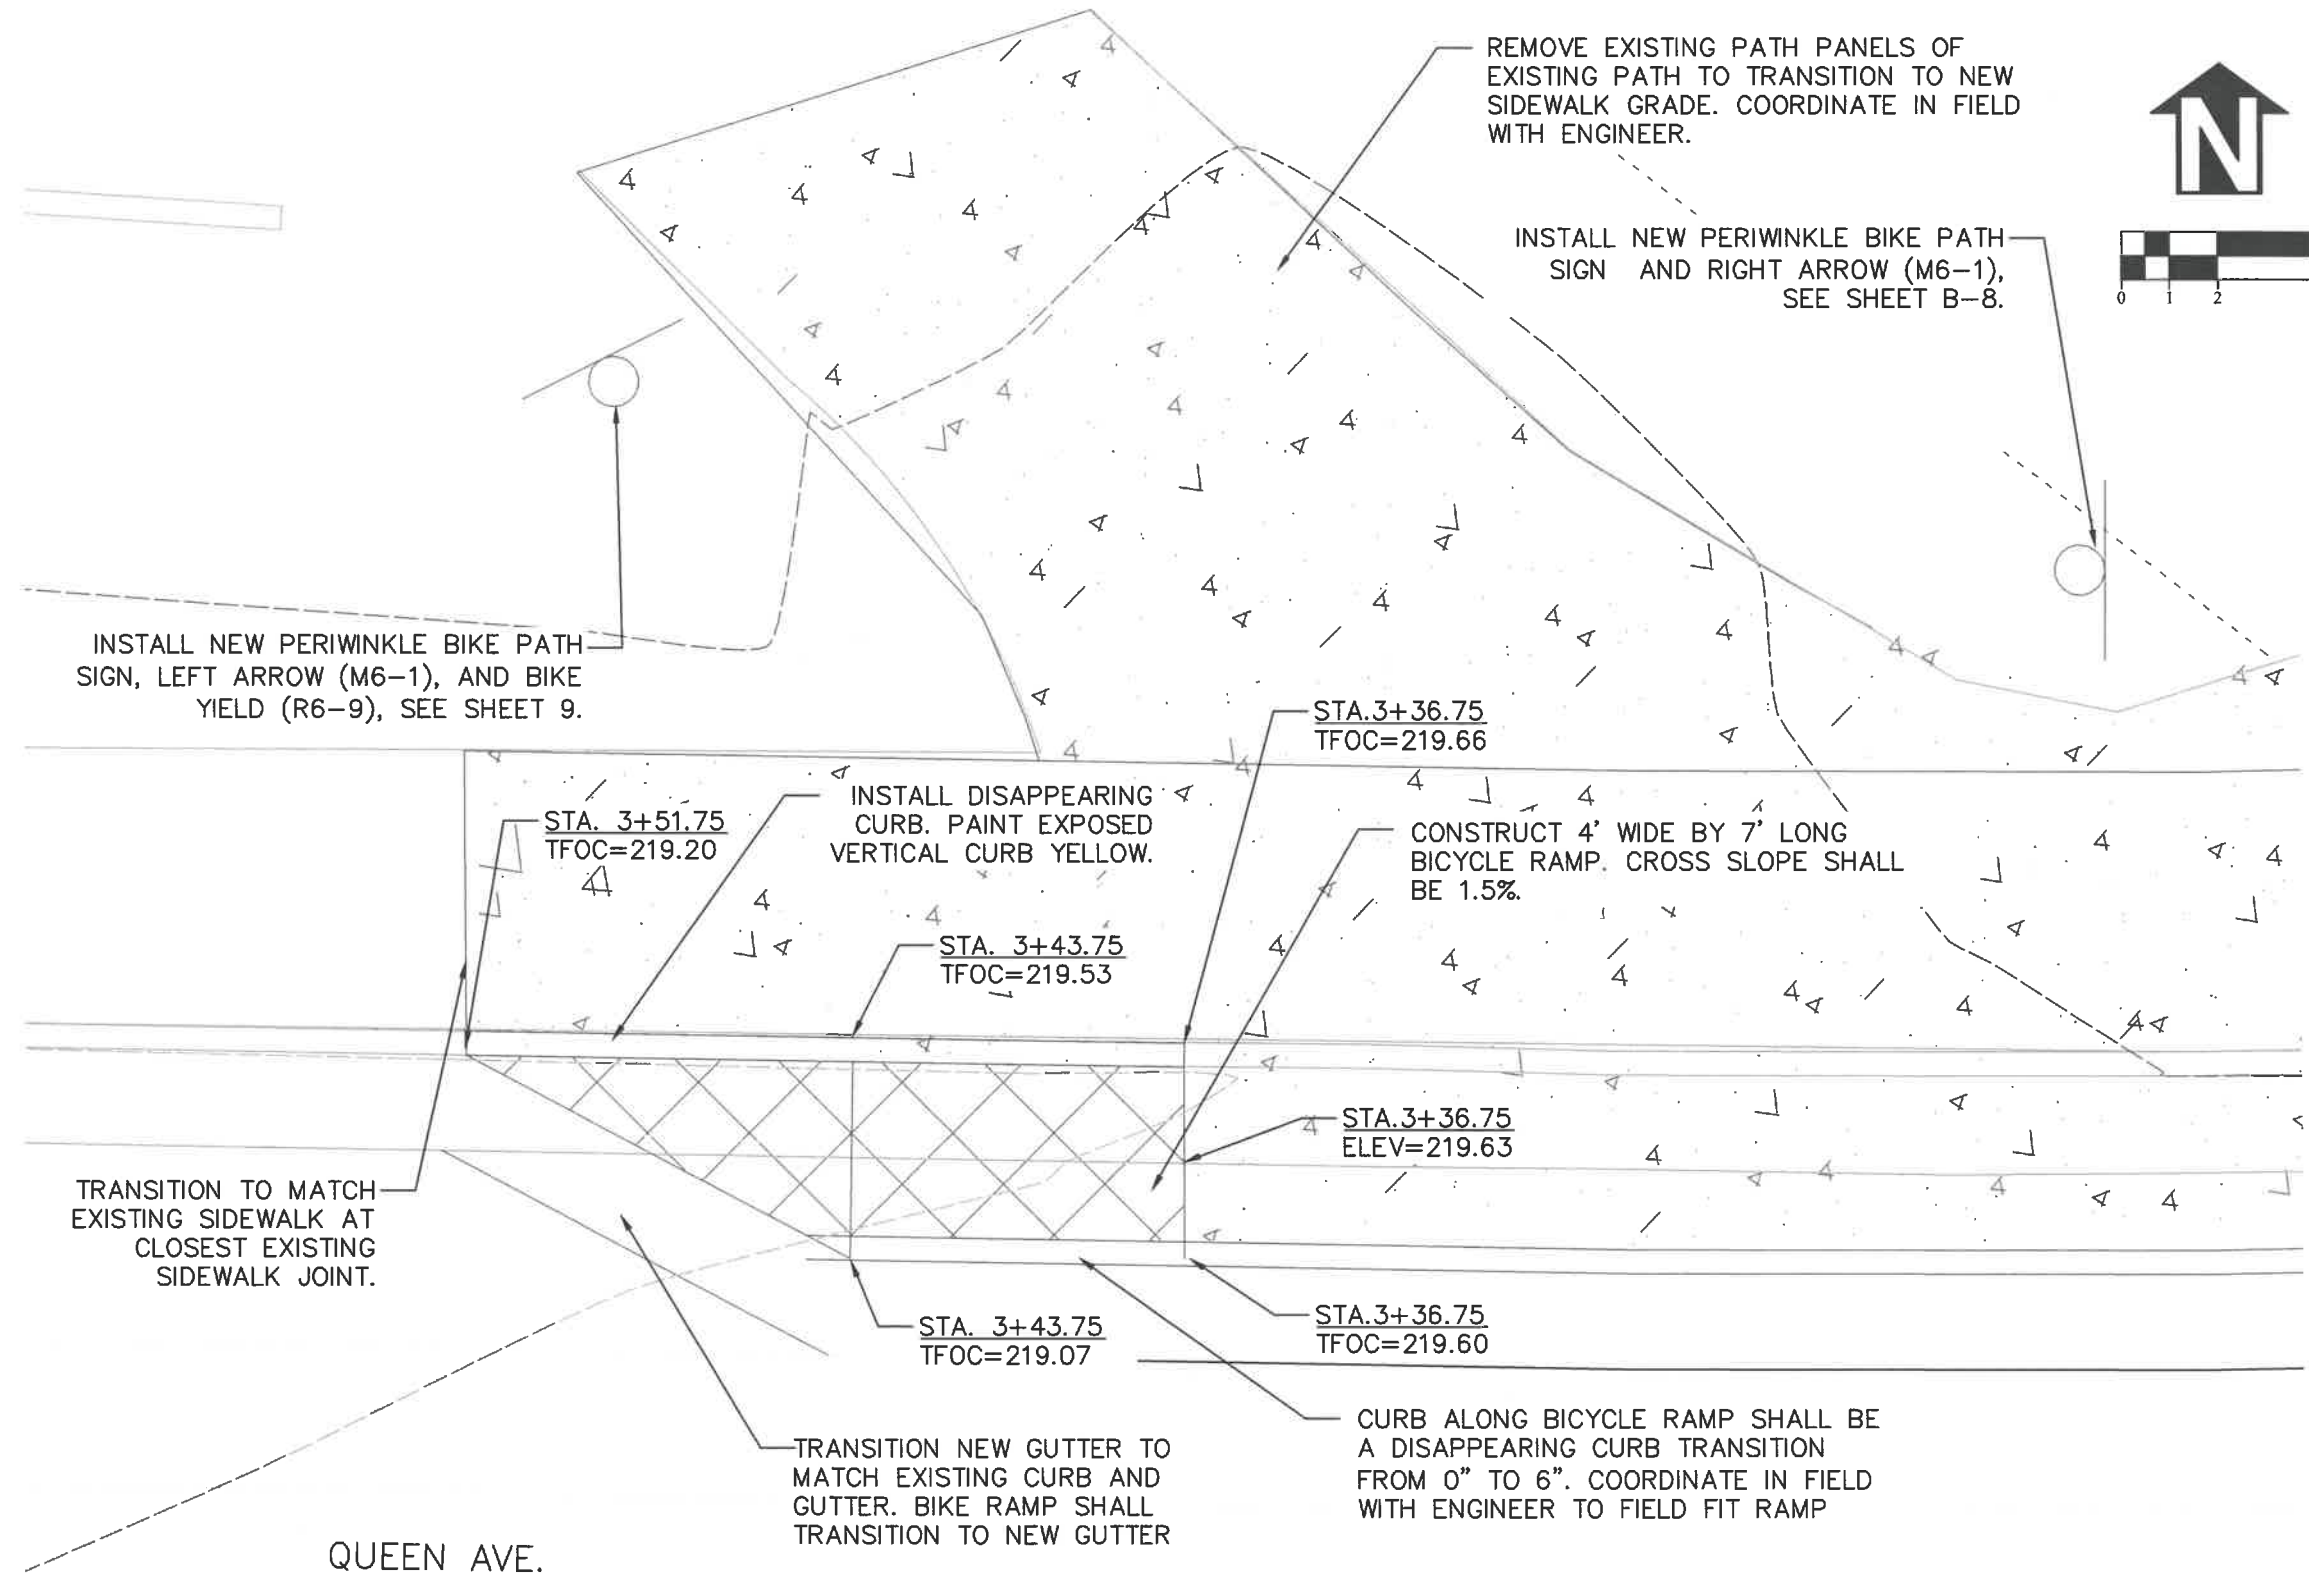 REMOVE EXISTING PATH PANELS OF
EXISTING PATH TO TRANSITION TO NEW
SIDEWALK GRADE. COORDINATE IN FIELD
WITH ENGINEER.
N
INSTALL NEW PERIWINKLE BIKE PATH
SIGN AND RIGHT ARROW (M6-1),
SEE SHEET B-8.
0 1 2
INSTALL NEW PERIWINKLE BIKE PATH
SIGN, LEFT ARROW (M6-1), AND BIKE
YIELD (R6-9), SEE SHEET 9.
STA.3+36.75
TFOC=219.66
STA. 3+51.75
TFOC=219.20
INSTALL DISAPPEARING
CURB. PAINT EXPOSED
VERTICAL CURB YELLOW.
CONSTRUCT 4' WIDE BY 7' LONG
BICYCLE RAMP. CROSS SLOPE SHALL
BE 1.5%.
STA. 3+43.75
TFOC=219.53
STA.3+36.75
ELEV=219.63
TRANSITION TO MATCH
EXISTING SIDEWALK AT
CLOSEST EXISTING
SIDEWALK JOINT.
STA. 3+43.75
TFOC=219.07
STA.3+36.75
TFOC=219.60
TRANSITION NEW GUTTER TO
MATCH EXISTING CURB AND
GUTTER. BIKE RAMP SHALL
TRANSITION TO NEW GUTTER
CURB ALONG BICYCLE RAMP SHALL BE
A DISAPPEARING CURB TRANSITION
FROM 0" TO 6". COORDINATE IN FIELD
WITH ENGINEER TO FIELD FIT RAMP
QUEEN AVE.